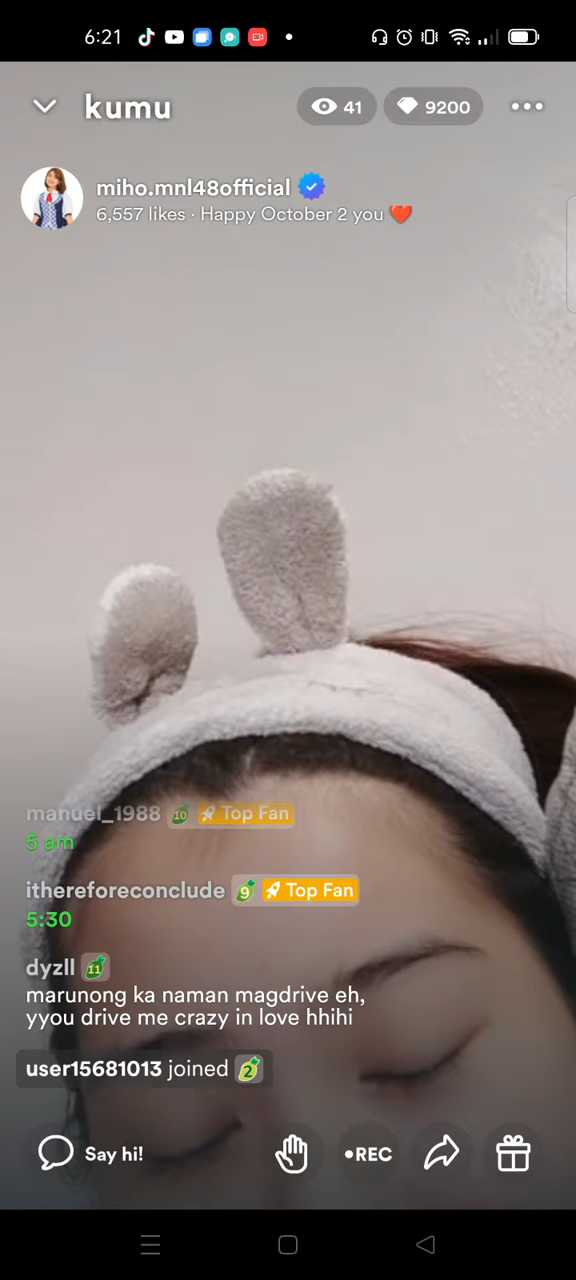 6:21
kumu
41
9200
miho.mnl48official
6,557 likes · Happy October 2 you ❤️
manuel_1988 10 Top Fan
5 am
ithereforeconclude 9 Top Fan
5:30
dyzll 11
marunong ka naman magdrive eh,
yyou drive me crazy in love hhihi
user15681013 joined 2
Say hi!
•REC